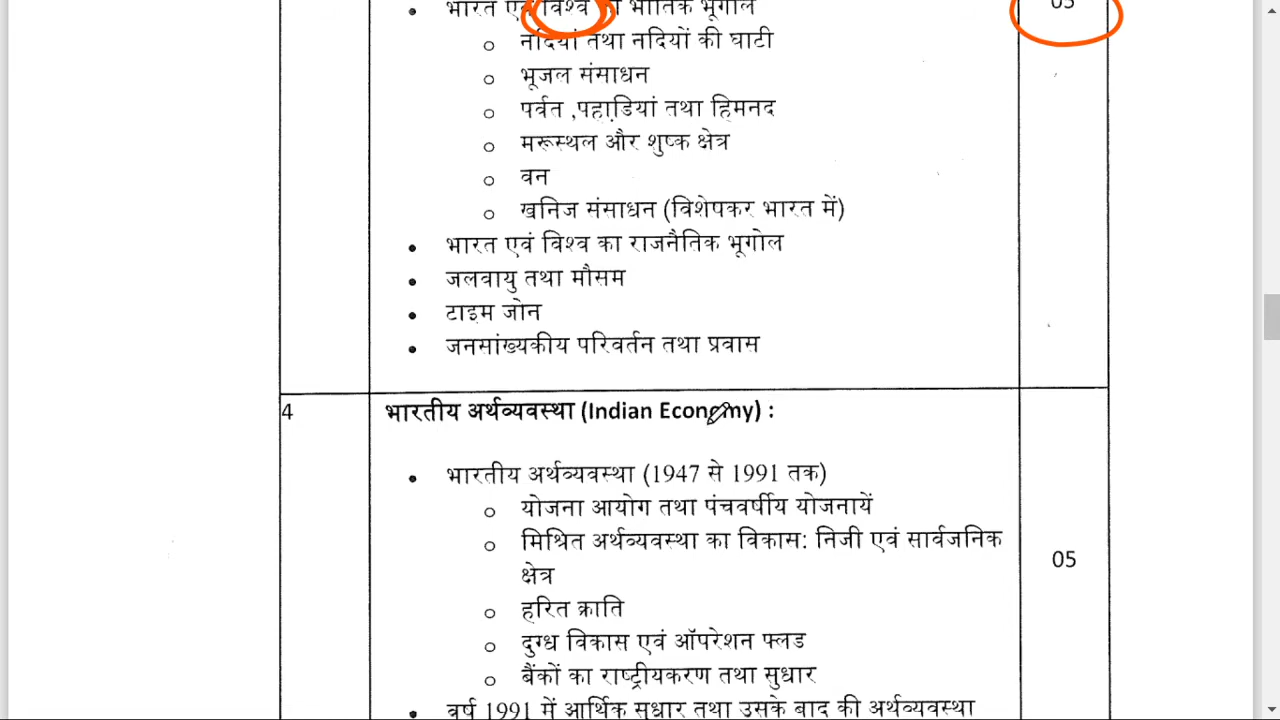 भारत एवं विश्व का भौतिक भूगोल
05
नदियां तथा नदियों की घाटी
भूजल संसाधन
पर्वत ,पहाडि़यां तथा हिमनद
मरूस्थल और शुष्क क्षेत्र
वन
खनिज संसाधन (विशेषकर भारत में)
भारत एवं विश्व का राजनैतिक भूगोल
जलवायु तथा मौसम
टाइम जोन
जनसांख्यकीय परिवर्तन तथा प्रवास
4 भारतीय अर्थव्यवस्था (Indian Economy) :
भारतीय अर्थव्यवस्था (1947 से 1991 तक)
योजना आयोग तथा पंचवर्षीय योजनायें
मिश्रित अर्थव्यवस्था का विकास: निजी एवं सार्वजनिक
05
क्षेत्र
हरित क्राति
दुग्ध विकास एवं ऑपरेशन फ्लड
बैंकों का राष्ट्रीयकरण तथा सुधार
वर्ष 1991 में आर्थिक सुधार तथा उसके बाद की अर्थव्यवस्था